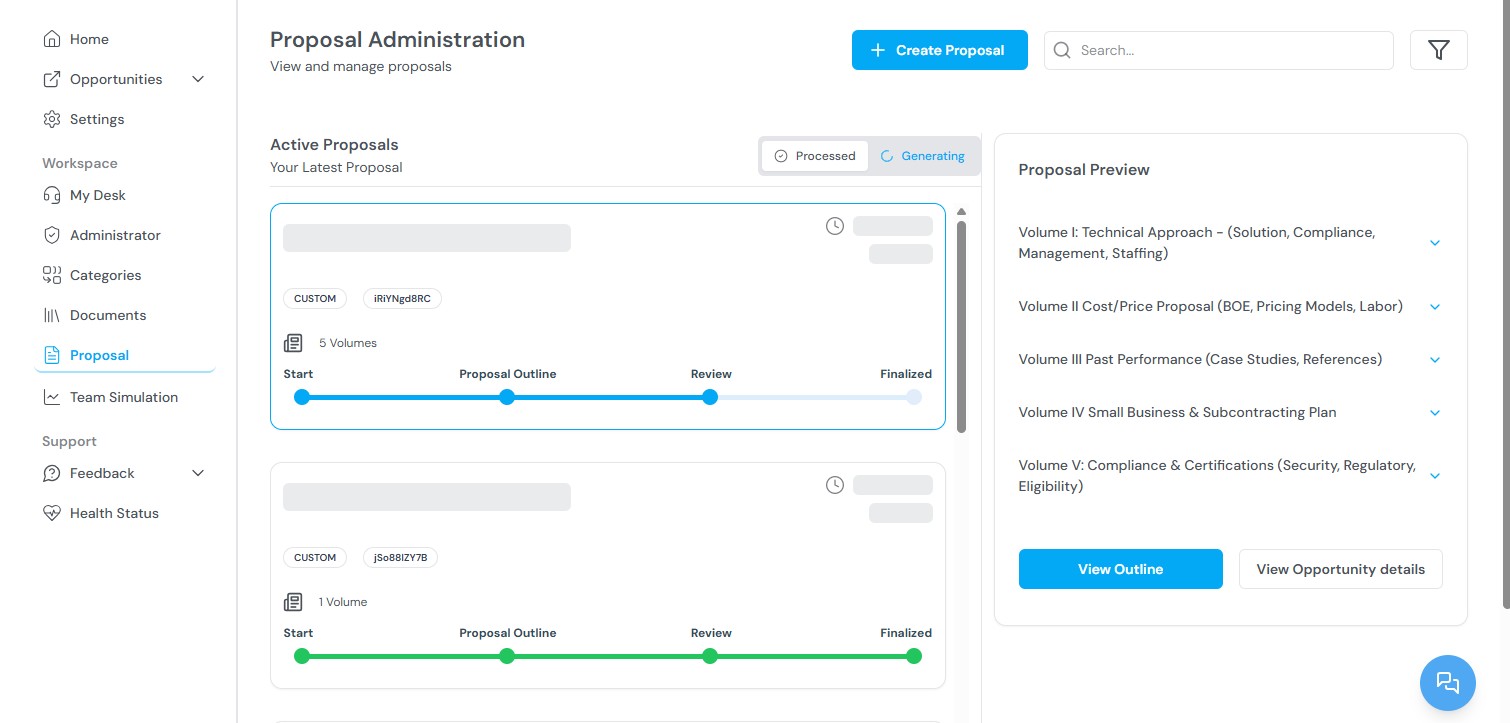 Home
Opportunities
Settings
Workspace
My Desk
Administrator
Categories
Documents
Proposal
Team Simulation
Support
Feedback
Health Status
Proposal Administration
View and manage proposals
Create Proposal
Search...
Active Proposals
Your Latest Proposal
Processed
Generating
CUSTOM
iRiYNgd8RC
5 Volumes
Start
Proposal Outline
Review
Finalized
CUSTOM
jSo88IZY7B
1 Volume
Start
Proposal Outline
Review
Finalized
Proposal Preview
Volume I: Technical Approach - (Solution, Compliance,
Management, Staffing)
Volume II Cost/Price Proposal (BOE, Pricing Models, Labor)
Volume III Past Performance (Case Studies, References)
Volume IV Small Business & Subcontracting Plan
Volume V: Compliance & Certifications (Security, Regulatory,
Eligibility)
View Outline
View Opportunity details